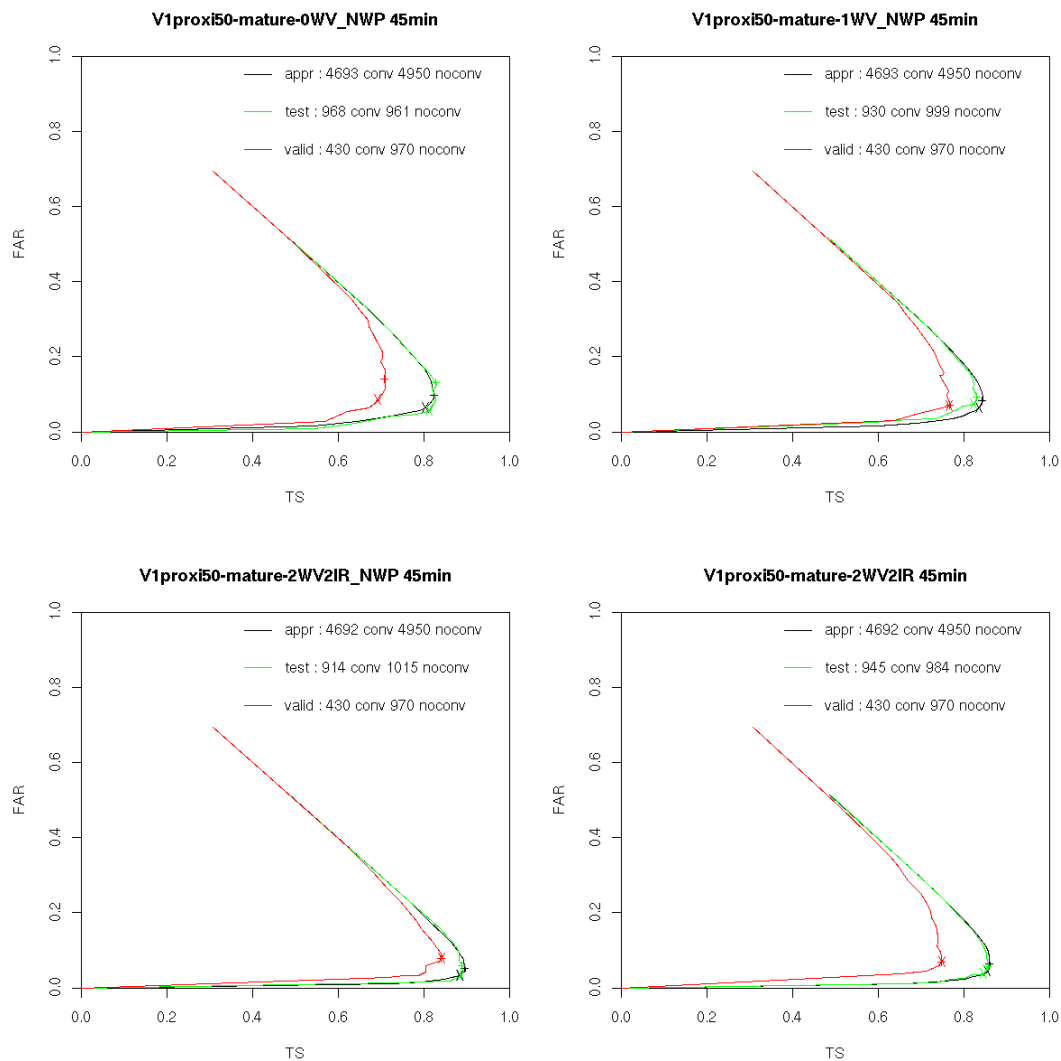 V1proxi50-mature-0WV_NWP 45min
appr : 4693 conv 4950 noconv
test : 968 conv 961 noconv
valid : 430 conv 970 noconv
FAR
1.0
0.8
0.6
0.4
0.2
0.0
0.0 0.2 0.4 0.6 0.8 1.0
TS
V1proxi50-mature-1WV_NWP 45min
appr : 4693 conv 4950 noconv
test : 930 conv 999 noconv
valid : 430 conv 970 noconv
FAR
1.0
0.8
0.6
0.4
0.2
0.0
0.0 0.2 0.4 0.6 0.8 1.0
TS
V1proxi50-mature-2WV2IR_NWP 45min
appr : 4692 conv 4950 noconv
test : 914 conv 1015 noconv
valid : 430 conv 970 noconv
FAR
1.0
0.8
0.6
0.4
0.2
0.0
0.0 0.2 0.4 0.6 0.8 1.0
TS
V1proxi50-mature-2WV2IR 45min
appr : 4692 conv 4950 noconv
test : 945 conv 984 noconv
valid : 430 conv 970 noconv
FAR
1.0
0.8
0.6
0.4
0.2
0.0
0.0 0.2 0.4 0.6 0.8 1.0
TS